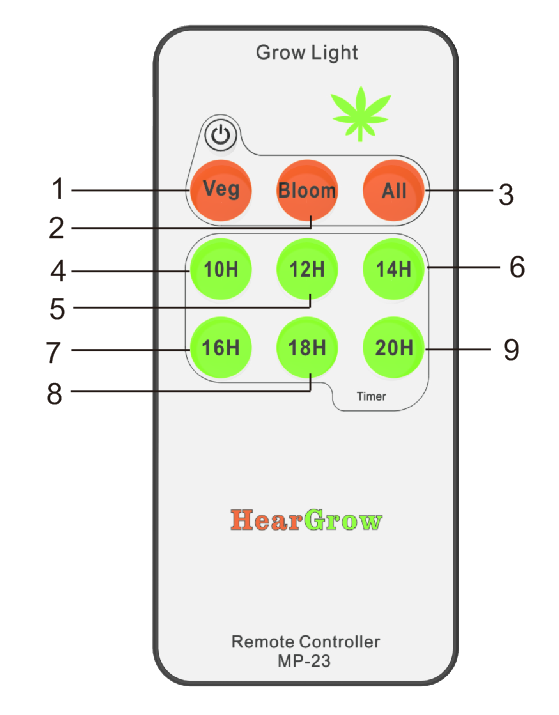 Grow Light
1 Veg Bloom All 3
2
4 10H 12H 14H 6
5
7 16H 18H 20H 9
8
Timer
HearGrow
Remote Controller
MP-23